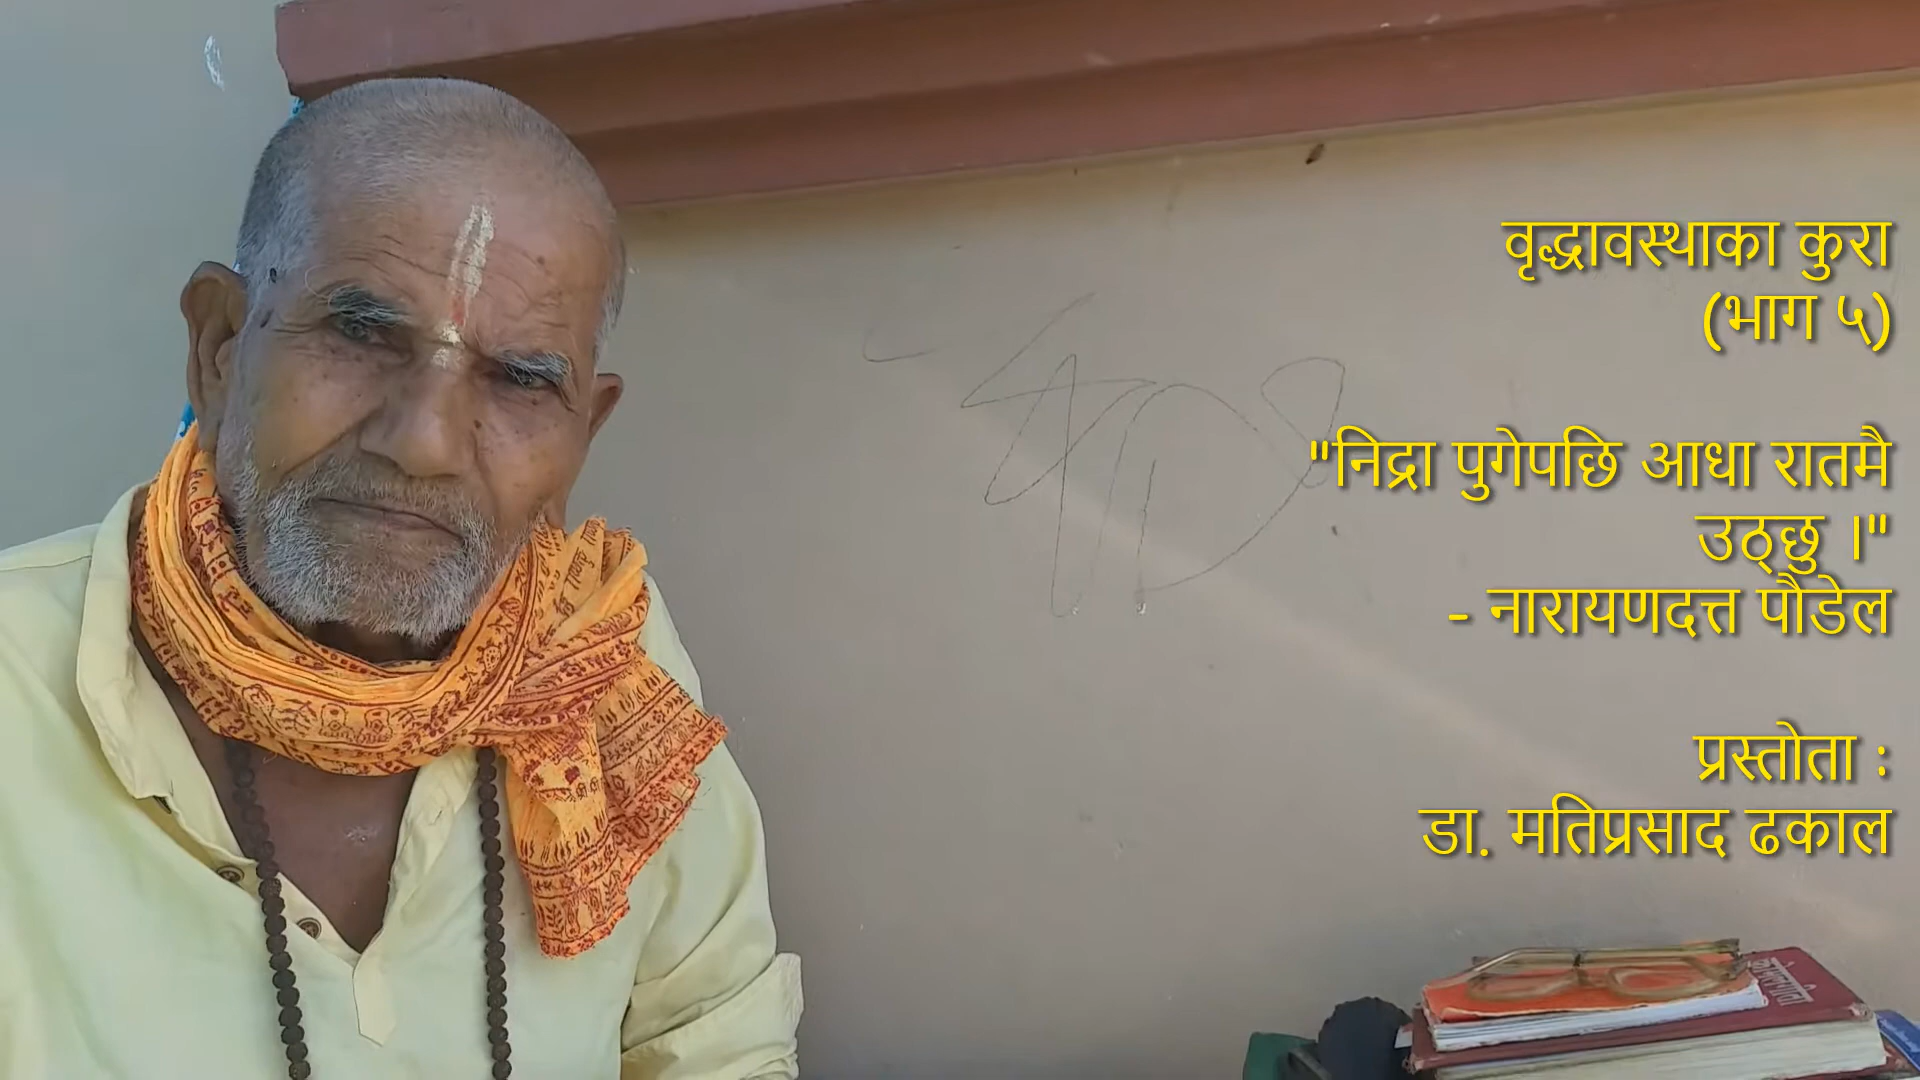 वृद्धावस्थाका कुरा
(भाग ५)
"निद्रा पुगेपछि आधा रातमै
उठ्छु ।"
- नारायणदत्त पौडेल
प्रस्तोता :
डा. मतिप्रसाद ढकाल